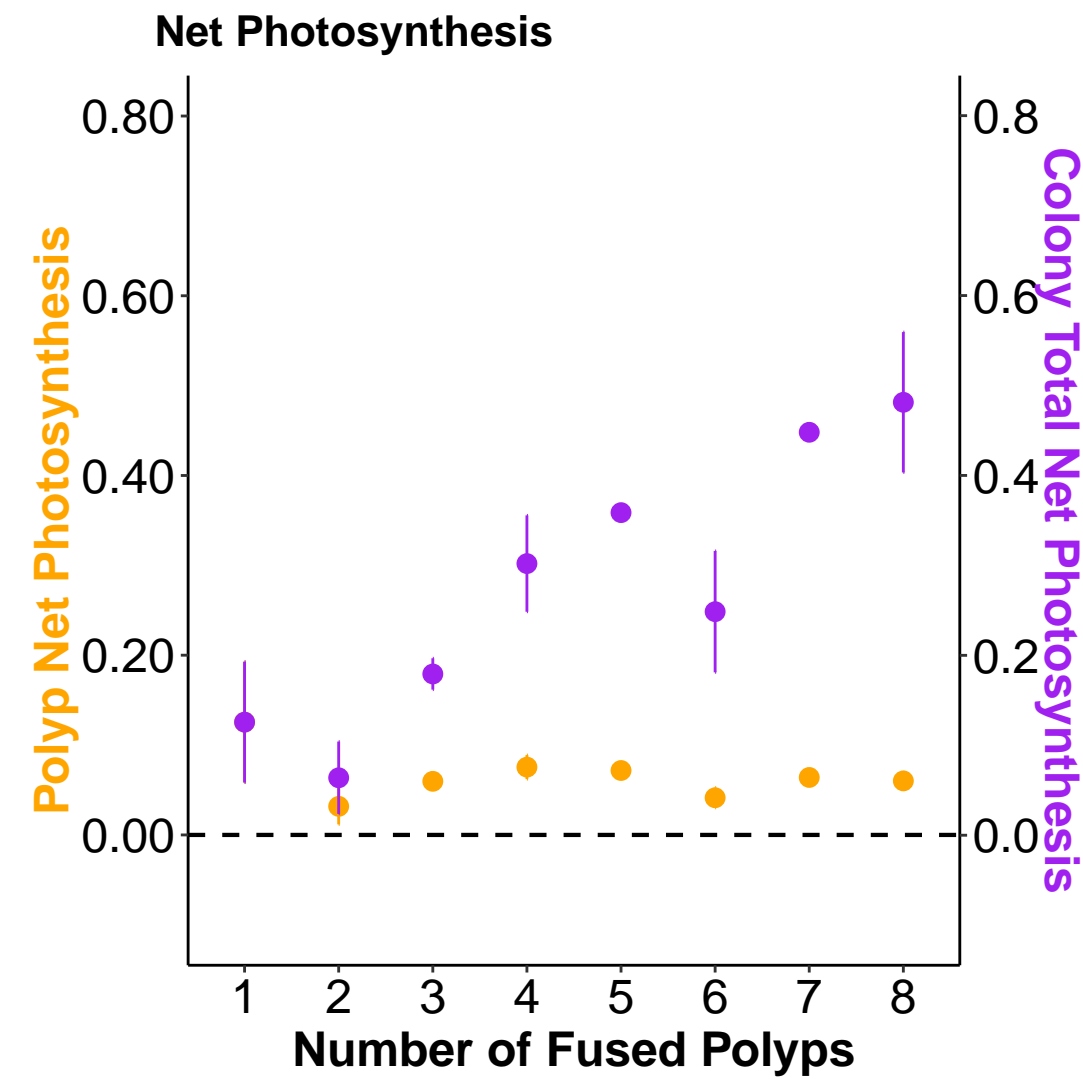 Net Photosynthesis
Polyp Net Photosynthesis
0.80
0.60
0.40
0.20
0.00
0.8
0.6
0.4
0.2
0.0
Colony Total Net Photosynthesis
1 2 3 4 5 6 7 8
Number of Fused Polyps